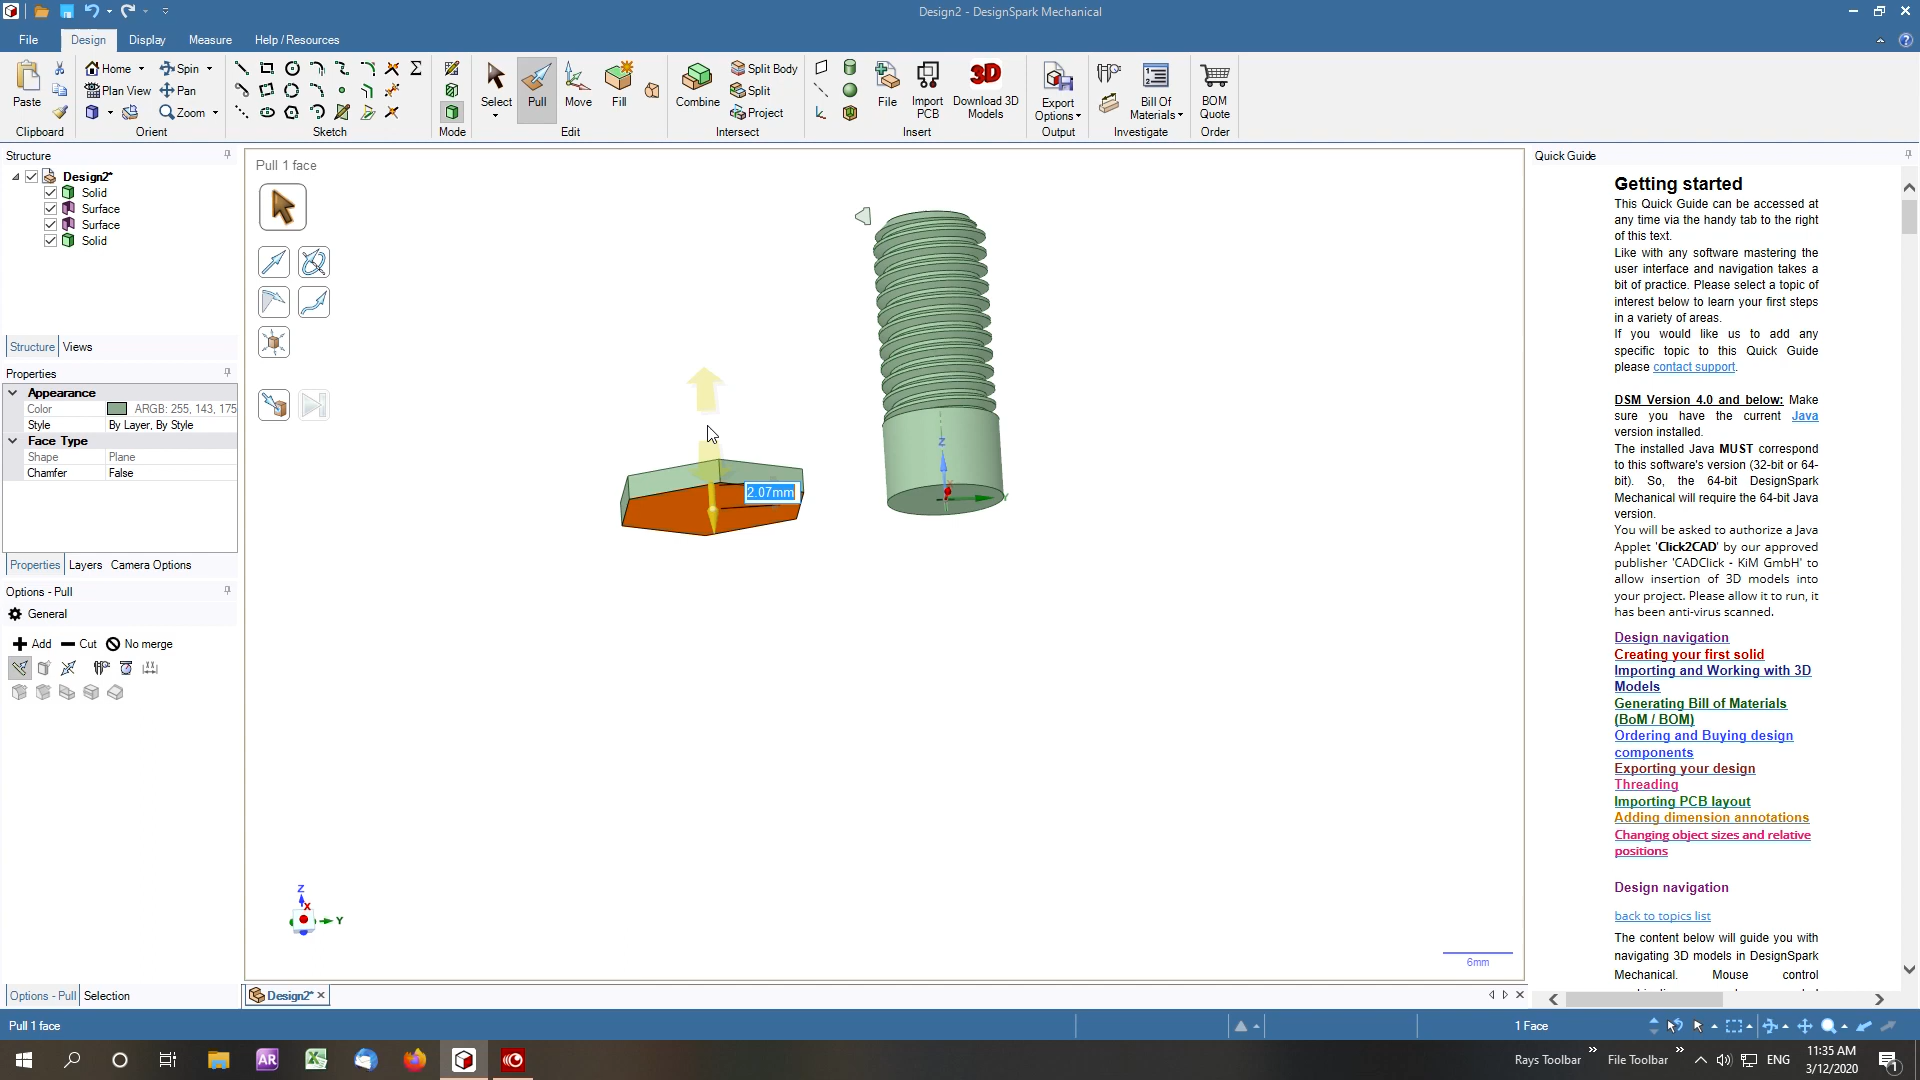 Design2 - DesignSpark Mechanical
File
Design
Display
Measure
Help / Resources
Paste
Home
Plan View
Spin
Pan
Zoom
Select
Pull
Move
Fill
Combine
Split Body
Split
Project
File
Import PCB
Download 3D Models
Export Options
Bill Of Materials
BOM Quote
Clipboard
Orient
Sketch
Mode
Edit
Intersect
Insert
Output
Investigate
Order
Structure
Design2*
Solid
Surface
Surface
Solid
Structure
Views
Properties
Appearance
Color
ARGB: 255, 143, 175
Style
By Layer, By Style
Face Type
Shape
Plane
Chamfer
False
Properties
Layers
Camera Options
Options - Pull
General
Add
Cut
No merge
Options - Pull
Selection
Pull 1 face
2.07mm
Z
Y
Z
X
Y
6mm
Design2*
Quick Guide
Getting started
This Quick Guide can be accessed at
any time via the handy tab to the right
of this text.
Like with any software mastering the
user interface and navigation takes a
bit of practice. Please select a topic of
interest below to learn your first steps
in a variety of areas.
If you would like us to add any
specific topic to this Quick Guide
please contact support.
DSM Version 4.0 and below: Make
sure you have the current Java
version installed.
The installed Java MUST correspond
to this software's version (32-bit or 64-
bit). So, the 64-bit DesignSpark
Mechanical will require the 64-bit Java
version.
You will be asked to authorize a Java
Applet 'Click2CAD' by our approved
publisher 'CADClick - KiM GmbH' to
allow insertion of 3D models into
your project. Please allow it to run, it
has been anti-virus scanned.
Design navigation
Creating your first solid
Importing and Working with 3D
Models
Generating Bill of Materials
(BoM / BOM)
Ordering and Buying design
components
Exporting your design
Threading
Importing PCB layout
Adding dimension annotations
Changing object sizes and relative
positions
Design navigation
back to topics list
The content below will guide you with
navigating 3D models in DesignSpark
Mechanical. Mouse control
Pull 1 face
1 Face
AR
Rays Toolbar
File Toolbar
ENG
11:35 AM
3/12/2020
1